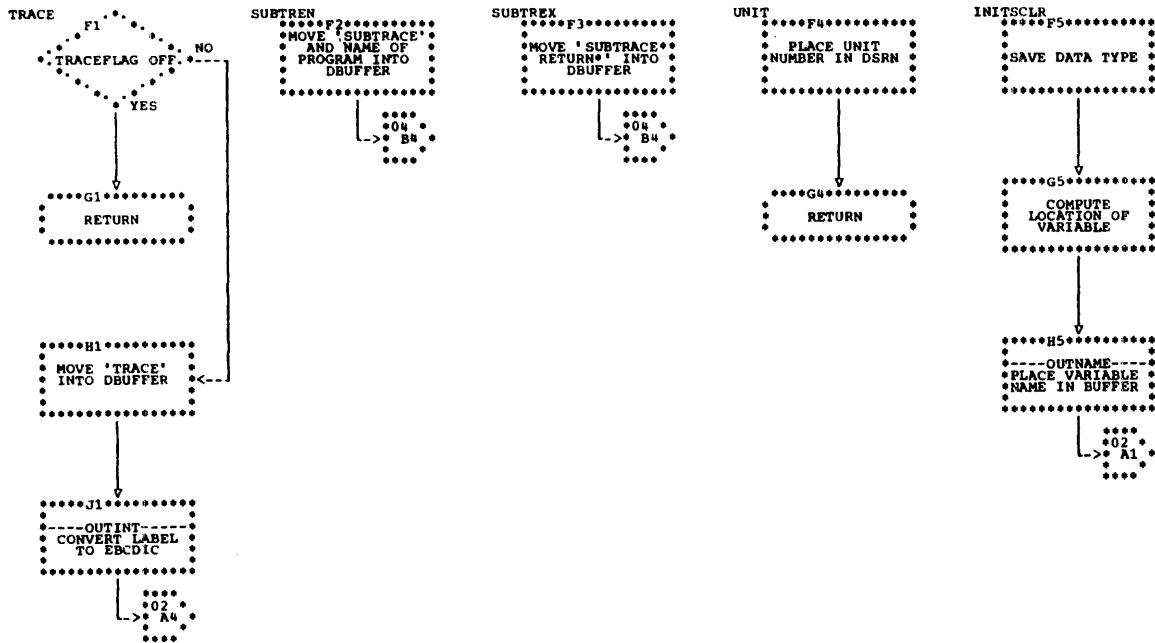 TRACE
F1
TRACEFLAG OFF
NO
YES
G1
RETURN
H1
MOVE 'TRACE'
INTO DBUFFER
J1
----OUTINT-----
CONVERT LABEL
TO EBCDIC
02
A4
SUBTREN
F2
MOVE 'SUBTRACE'
AND NAME OF
PROGRAM INTO
DBUFFER
04
B4
SUBTREX
F3
MOVE 'SUBTRACE
RETURN' INTO
DBUFFER
04
B4
UNIT
F4
PLACE UNIT
NUMBER IN DSRN
G4
RETURN
INITSCLR
F5
SAVE DATA TYPE
G5
COMPUTE
LOCATION OF
VARIABLE
H5
----OUTNAME----
PLACE VARIABLE
NAME IN BUFFER
02
A1